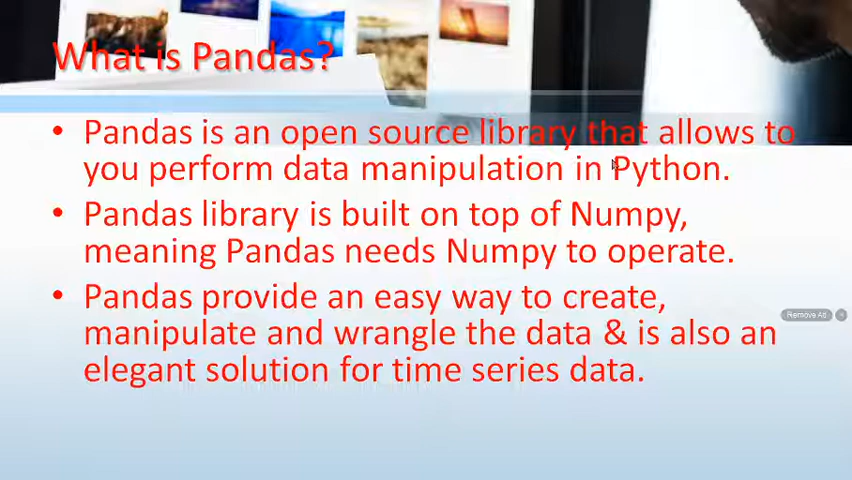 What is Pandas?
• Pandas is an open source library that allows to
you perform data manipulation in Python.
• Pandas library is built on top of Numpy,
meaning Pandas needs Numpy to operate.
• Pandas provide an easy way to create,
manipulate and wrangle the data & is also an
elegant solution for time series data.
Remove All